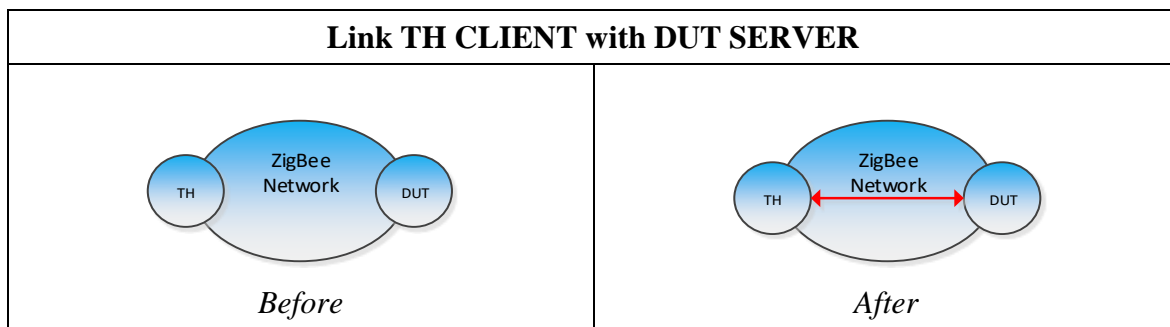 Link TH CLIENT with DUT SERVER
ZigBee
Network
TH
DUT
Before
ZigBee
Network
TH
DUT
After